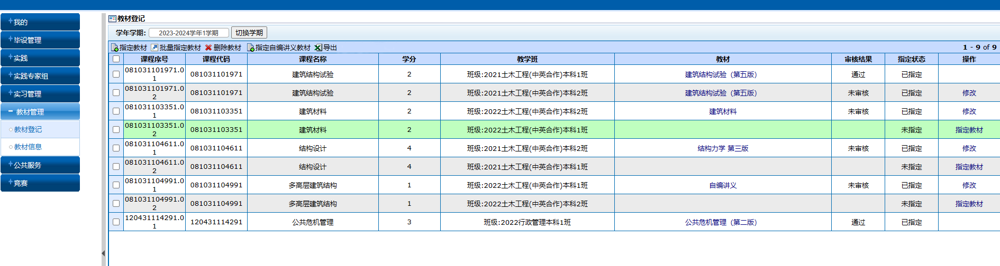 我的
毕设管理
实践
实践专家组
实习管理
教材管理
教材登记
教材信息
公共服务
竞赛
教材登记
学年学期: 2023-2024学年1学期 切换学期
指定教材 批量指定教材 删除教材 指定自编讲义教材 导出 1 - 9 of 9
课程序号 课程代码 课程名称 学分 教学班 教材 审核结果 指定状态 操作
081031101971.01 081031101971 建筑结构试验 2 班级:2021土木工程(中英合作)本科1班 建筑结构试验（第五版） 通过 已指定
081031101971.02 081031101971 建筑结构试验 2 班级:2021土木工程(中英合作)本科2班 建筑结构试验（第五版） 未审核 已指定 修改
081031103351.01 081031103351 建筑材料 2 班级:2022土木工程(中英合作)本科2班 建筑材料 未审核 已指定 修改
081031103351.02 081031103351 建筑材料 2 班级:2022土木工程(中英合作)本科1班 未指定 指定教材
081031104611.01 081031104611 结构设计 4 班级:2021土木工程(中英合作)本科2班 结构力学 第三版 未审核 已指定 修改
081031104611.02 081031104611 结构设计 4 班级:2021土木工程(中英合作)本科1班 未指定 指定教材
081031104991.01 081031104991 多高层建筑结构 1 班级:2022土木工程(中英合作)本科1班 自编讲义 未审核 已指定 修改
081031104991.02 081031104991 多高层建筑结构 1 班级:2022土木工程(中英合作)本科2班 未指定 指定教材
120431114291.01 120431114291 公共危机管理 3 班级:2022行政管理本科1班 公共危机管理（第二版） 通过 已指定